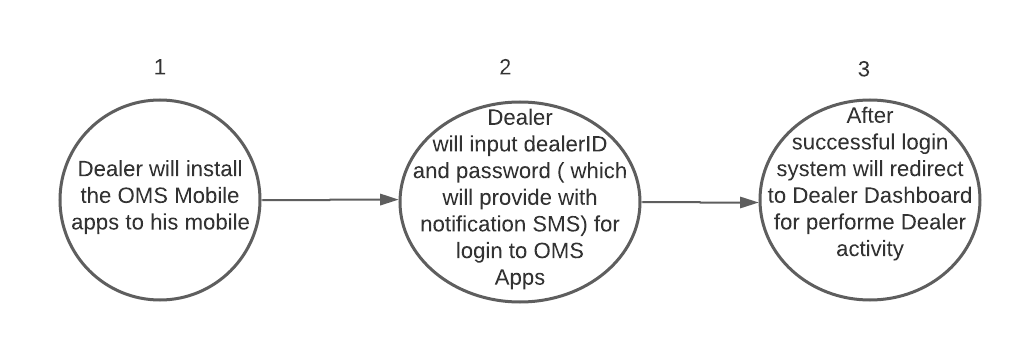 1
Dealer will install
the OMS Mobile
apps to his mobile
2
Dealer
will input dealerID
and password ( which
will provide with
notification SMS) for
login to OMS
Apps
3
After
successful login
system will redirect
to Dealer Dashboard
for performe Dealer
activity